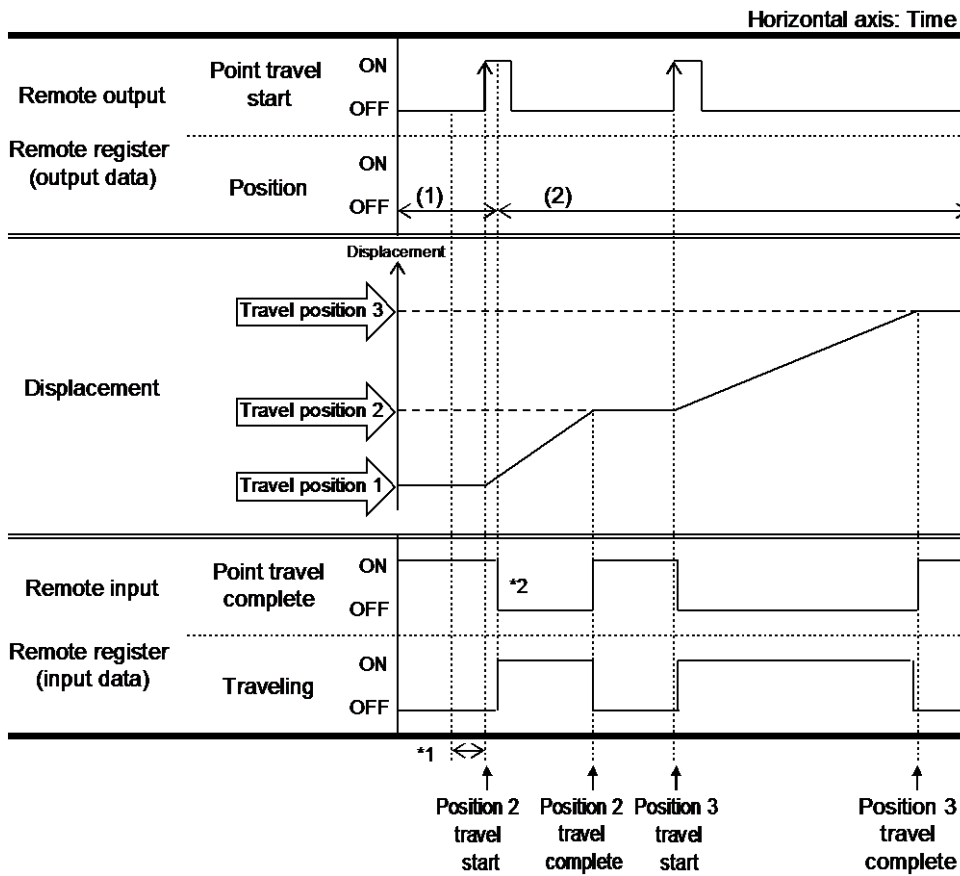 Horizontal axis: Time
Remote output
Point travel
start
ON
OFF
Remote register
(output data)
Position
ON
OFF
(1)
(2)
Displacement
Displacement
Travel position 3
Travel position 2
Travel position 1
Remote input
Point travel
complete
ON
OFF
*2
Remote register
(input data)
Traveling
ON
OFF
*1
Position 2
travel
start
Position 2
travel
complete
Position 3
travel
start
Position 3
travel
complete